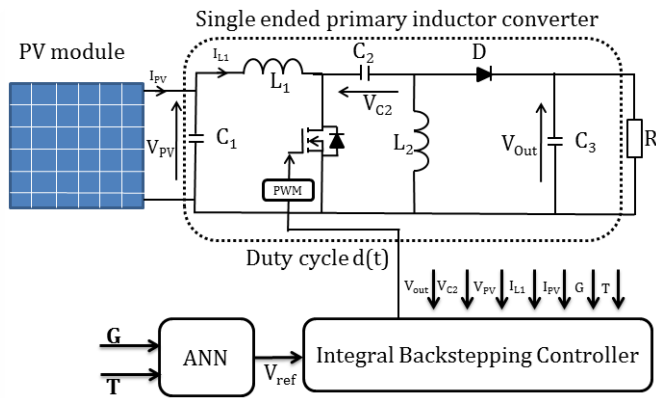 Single ended primary inductor converter
PV module
I_PV
I_L1
C_2
D
L_1
V_C2
V_PV
C_1
L_2
V_Out
C_3
R
PWM
Duty cycle d(t)
V_out V_C2 V_PV I_L1 I_PV G T
G
T
ANN
V_ref
Integral Backstepping Controller